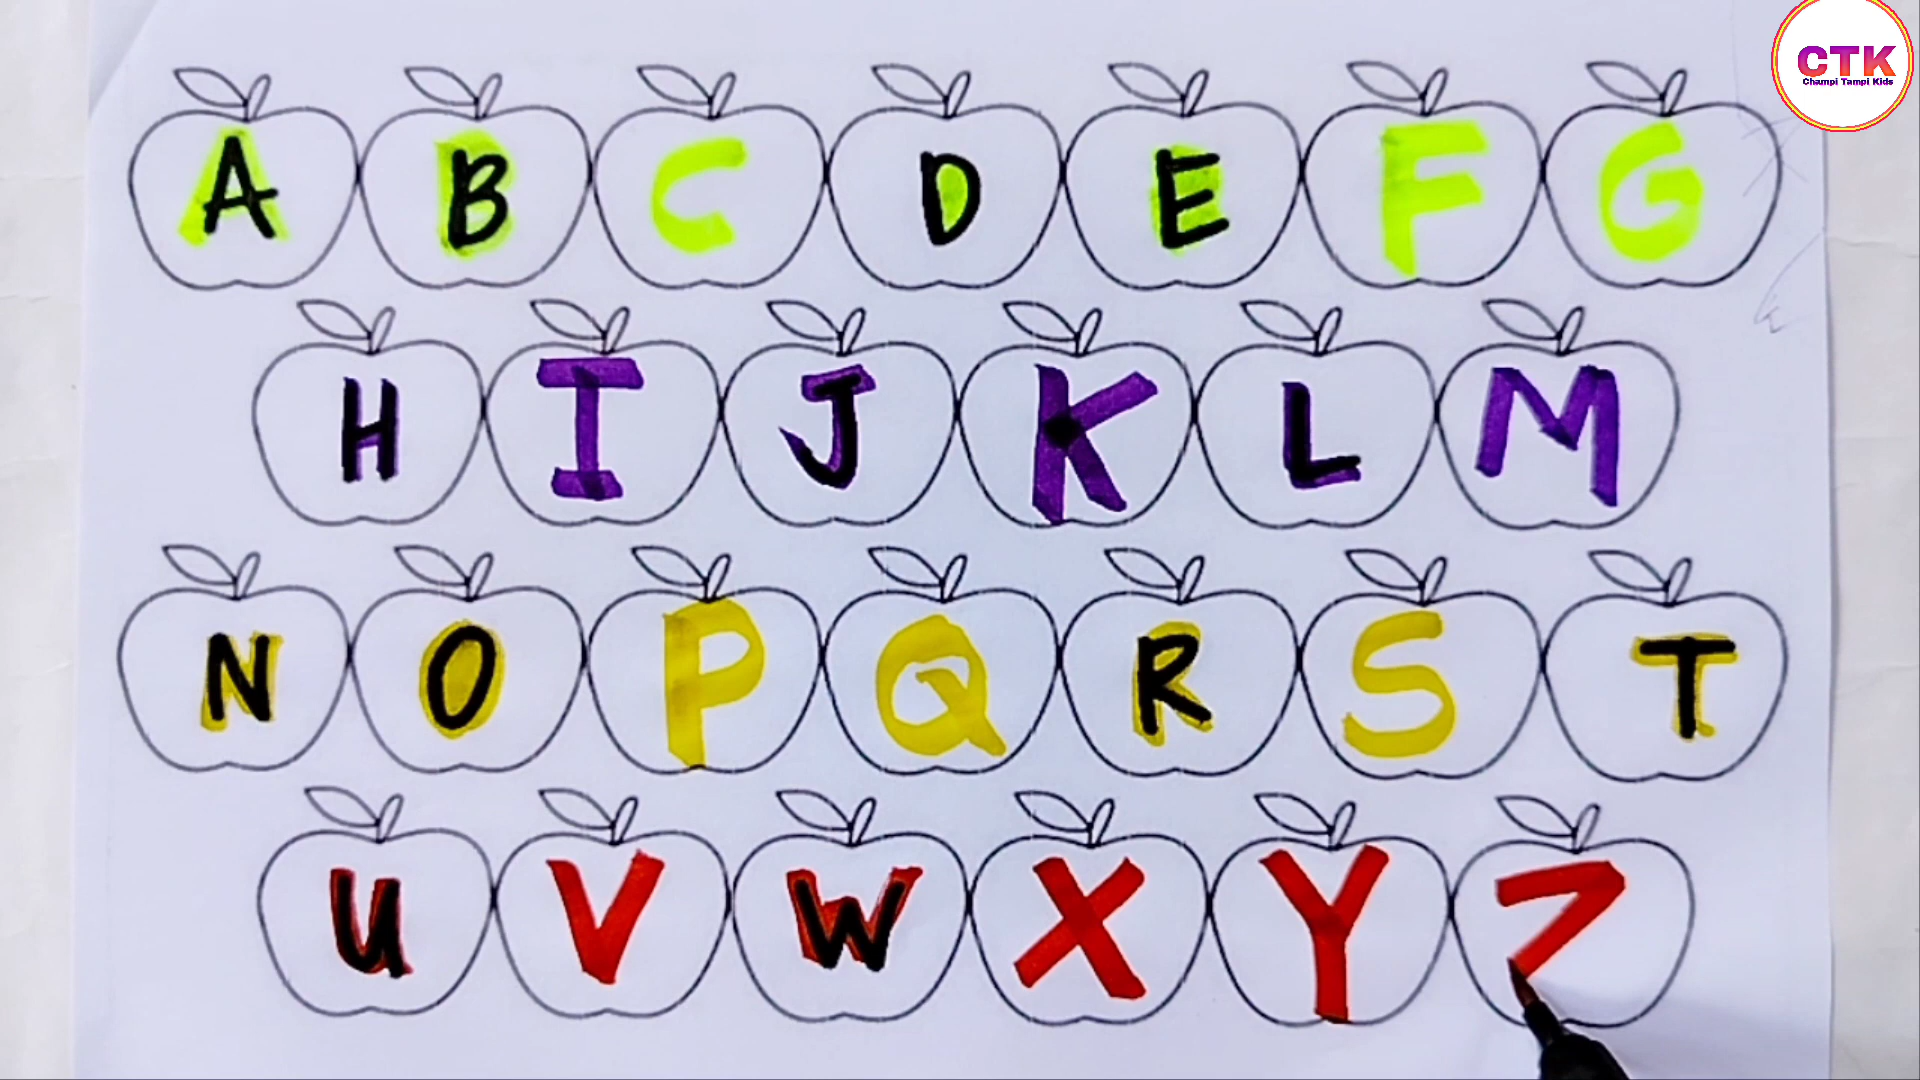 CTK
Champi Tampi Kids
A B C D E F G
H I J K L M
N O P Q R S T
U V W X Y Z